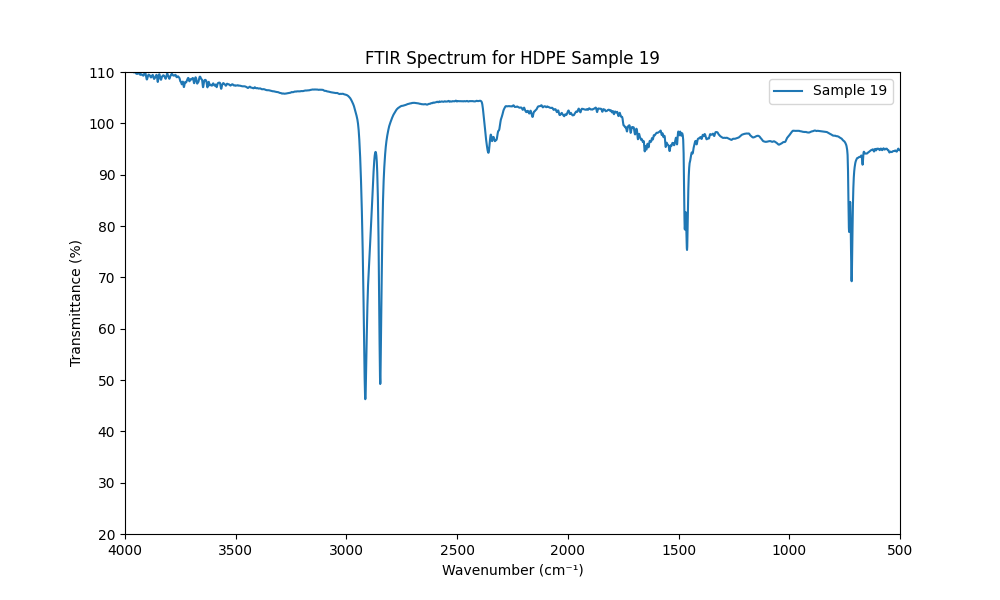 FTIR Spectrum for HDPE Sample 19
Sample 19
Transmittance (%)
110
100
90
80
70
60
50
40
30
20
4000 3500 3000 2500 2000 1500 1000 500
Wavenumber (cm⁻¹)